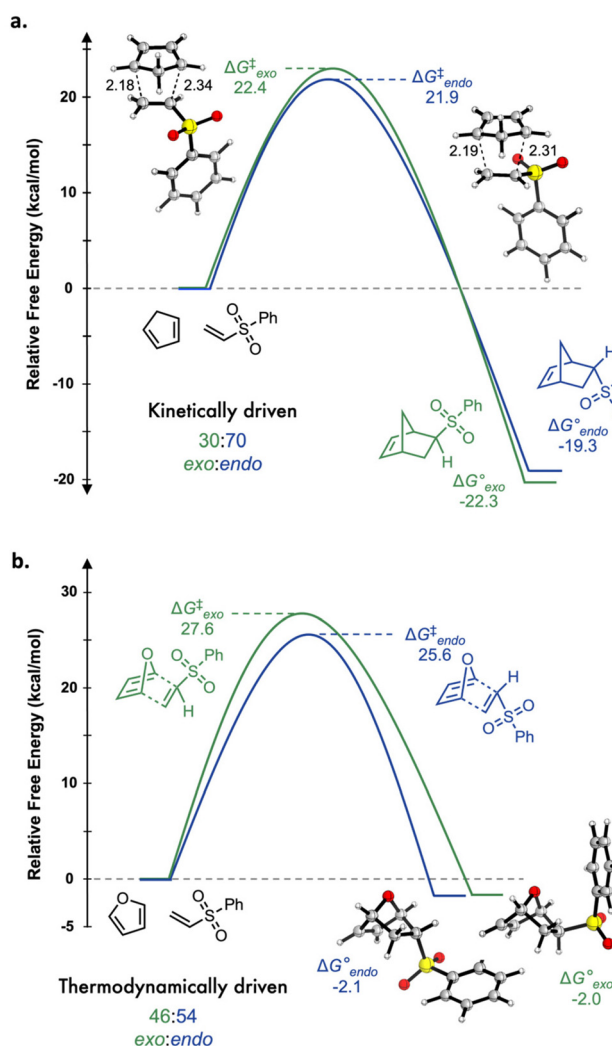 a.
Relative Free Energy (kcal/mol)
20
10
0
-10
-20
2.18
2.34
ΔG‡exo
22.4
ΔG‡endo
21.9
2.19
2.31
Ph
O
S
O
Kinetically driven
30:70
exo:endo
O
Ph
S
O
H
ΔG°exo
-22.3
H
S
O
ΔG°endo
-19.3
b.
Relative Free Energy (kcal/mol)
30
20
10
0
-5
ΔG‡exo
27.6
O
Ph
S
O
O
H
ΔG‡endo
25.6
O
H
O
S
O
Ph
O
O
Ph
S
O
Thermodynamically driven
46:54
exo:endo
ΔG°endo
-2.1
ΔG°exo
-2.0